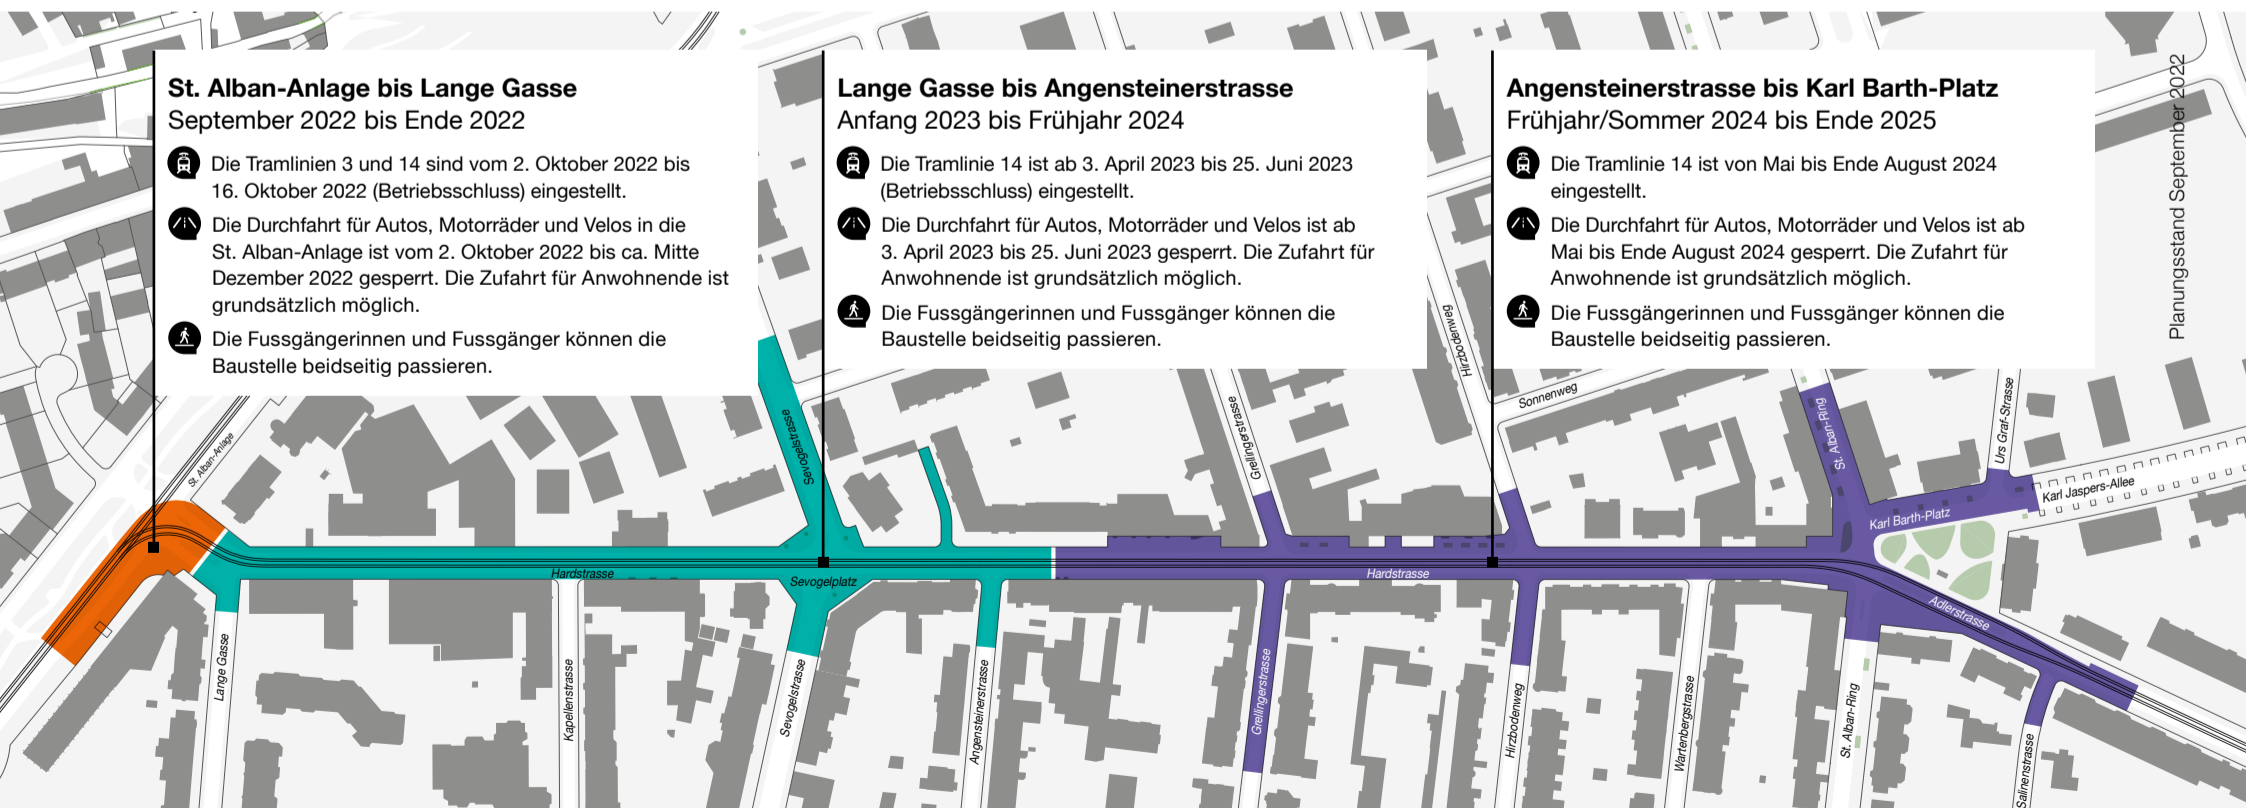 St. Alban-Anlage bis Lange Gasse
September 2022 bis Ende 2022
Die Tramlinien 3 und 14 sind vom 2. Oktober 2022 bis
16. Oktober 2022 (Betriebsschluss) eingestellt.
Die Durchfahrt für Autos, Motorräder und Velos in die
St. Alban-Anlage ist vom 2. Oktober 2022 bis ca. Mitte
Dezember 2022 gesperrt. Die Zufahrt für Anwohnende ist
grundsätzlich möglich.
Die Fussgängerinnen und Fussgänger können die
Baustelle beidseitig passieren.
Lange Gasse bis Angensteinerstrasse
Anfang 2023 bis Frühjahr 2024
Die Tramlinie 14 ist ab 3. April 2023 bis 25. Juni 2023
(Betriebsschluss) eingestellt.
Die Durchfahrt für Autos, Motorräder und Velos ist ab
3. April 2023 bis 25. Juni 2023 gesperrt. Die Zufahrt für
Anwohnende ist grundsätzlich möglich.
Die Fussgängerinnen und Fussgänger können die
Baustelle beidseitig passieren.
Angensteinerstrasse bis Karl Barth-Platz
Frühjahr/Sommer 2024 bis Ende 2025
Die Tramlinie 14 ist von Mai bis Ende August 2024
eingestellt.
Die Durchfahrt für Autos, Motorräder und Velos ist ab
Mai bis Ende August 2024 gesperrt. Die Zufahrt für
Anwohnende ist grundsätzlich möglich.
Die Fussgängerinnen und Fussgänger können die
Baustelle beidseitig passieren.
Planungsstand September 2022
St. Alban-Anlage
Sevogelstrasse
Grellingerstrasse
Hirzbodenweg
Sonnenweg
St. Alban-Ring
Urs Graf-Strasse
Karl Jaspers-Allee
Karl Barth-Platz
Hardstrasse
Sevogelplatz
Hardstrasse
Adlerstrasse
Lange Gasse
Kapellenstrasse
Sevogelstrasse
Angensteinerstrasse
Grellingerstrasse
Hirzbodenweg
Wartenbergstrasse
St. Alban-Ring
Salinenstrasse